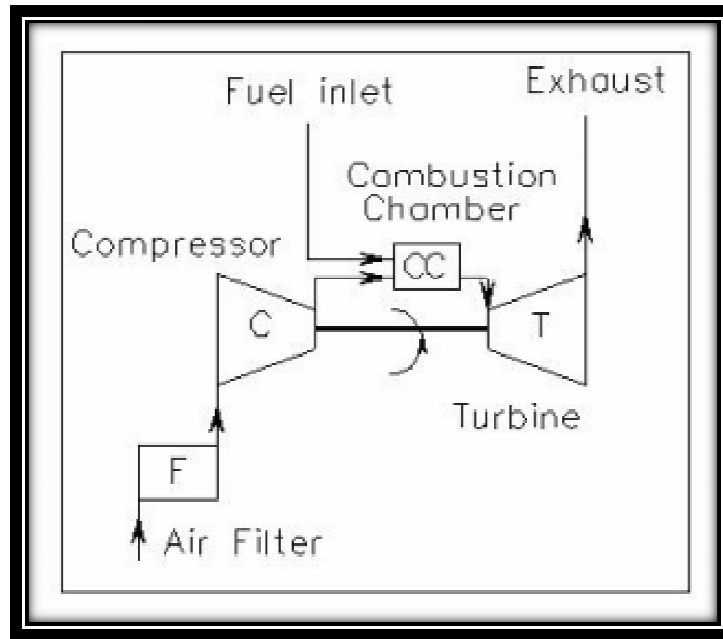 Exhaust
Fuel inlet
Combustion
Chamber
Compressor
CC
C
T
Turbine
F
Air Filter